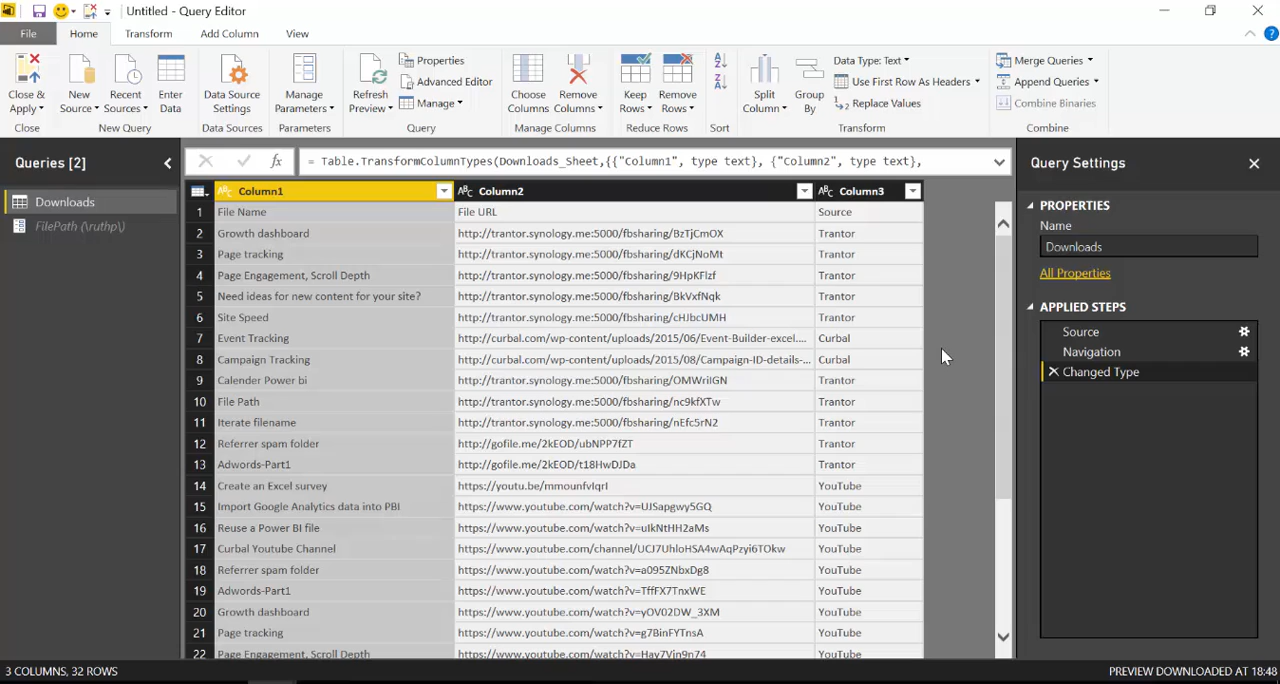 Untitled - Query Editor
File Home Transform Add Column View
Close & Apply
New Source
Recent Sources
Enter Data
Data Source Settings
Manage Parameters
Refresh Preview
Properties
Advanced Editor
Manage
Choose Columns
Remove Columns
Keep Rows
Remove Rows
Split Column
Group By
Data Type: Text
Use First Row As Headers
Replace Values
Merge Queries
Append Queries
Combine Binaries
Close New Query Data Sources Parameters Query Manage Columns Reduce Rows Sort Transform Combine
Queries [2]
Downloads
FilePath (\ruthp\)
fx = Table.TransformColumnTypes(Downloads_Sheet,{{"Column1", type text}, {"Column2", type text},
Column1 Column2 Column3
1 File Name File URL Source
2 Growth dashboard http://trantor.synology.me:5000/fbsharing/BzTjCmOX Trantor
3 Page tracking http://trantor.synology.me:5000/fbsharing/dKCjNoMt Trantor
4 Page Engagement, Scroll Depth http://trantor.synology.me:5000/fbsharing/9HpKFlzf Trantor
5 Need ideas for new content for your site? http://trantor.synology.me:5000/fbsharing/BkVxfNqk Trantor
6 Site Speed http://trantor.synology.me:5000/fbsharing/cHJbcUMH Trantor
7 Event Tracking http://curbal.com/wp-content/uploads/2015/06/Event-Builder-excel.... Curbal
8 Campaign Tracking http://curbal.com/wp-content/uploads/2015/08/Campaign-ID-details-... Curbal
9 Calender Power bi http://trantor.synology.me:5000/fbsharing/OMWriIGN Trantor
10 File Path http://trantor.synology.me:5000/fbsharing/nc9kfXTw Trantor
11 Iterate filename http://trantor.synology.me:5000/fbsharing/nEfc5rN2 Trantor
12 Referrer spam folder http://gofile.me/2kEOD/ubNPP7fZT Trantor
13 Adwords-Part1 http://gofile.me/2kEOD/t18HwDJDa Trantor
14 Create an Excel survey https://youtu.be/mmounfvIqrI YouTube
15 Import Google Analytics data into PBI https://www.youtube.com/watch?v=UJSapgwy5GQ YouTube
16 Reuse a Power BI file https://www.youtube.com/watch?v=uIkNtHH2aMs YouTube
17 Curbal Youtube Channel https://www.youtube.com/channel/UCJ7UhloHSA4wAqPzyi6TOkw YouTube
18 Referrer spam folder https://www.youtube.com/watch?v=a095ZNbxDg8 YouTube
19 Adwords-Part1 https://www.youtube.com/watch?v=TffFX7TnxWE YouTube
20 Growth dashboard https://www.youtube.com/watch?v=yOV02DW_3XM YouTube
21 Page tracking https://www.youtube.com/watch?v=g7BinFYTnsA YouTube
22 Page Engagement, Scroll Depth https://www.youtube.com/watch?v=Hay7Vjn9n74 YouTube
Query Settings
PROPERTIES
Name
Downloads
All Properties
APPLIED STEPS
Source
Navigation
Changed Type
3 COLUMNS, 32 ROWS
PREVIEW DOWNLOADED AT 18:48